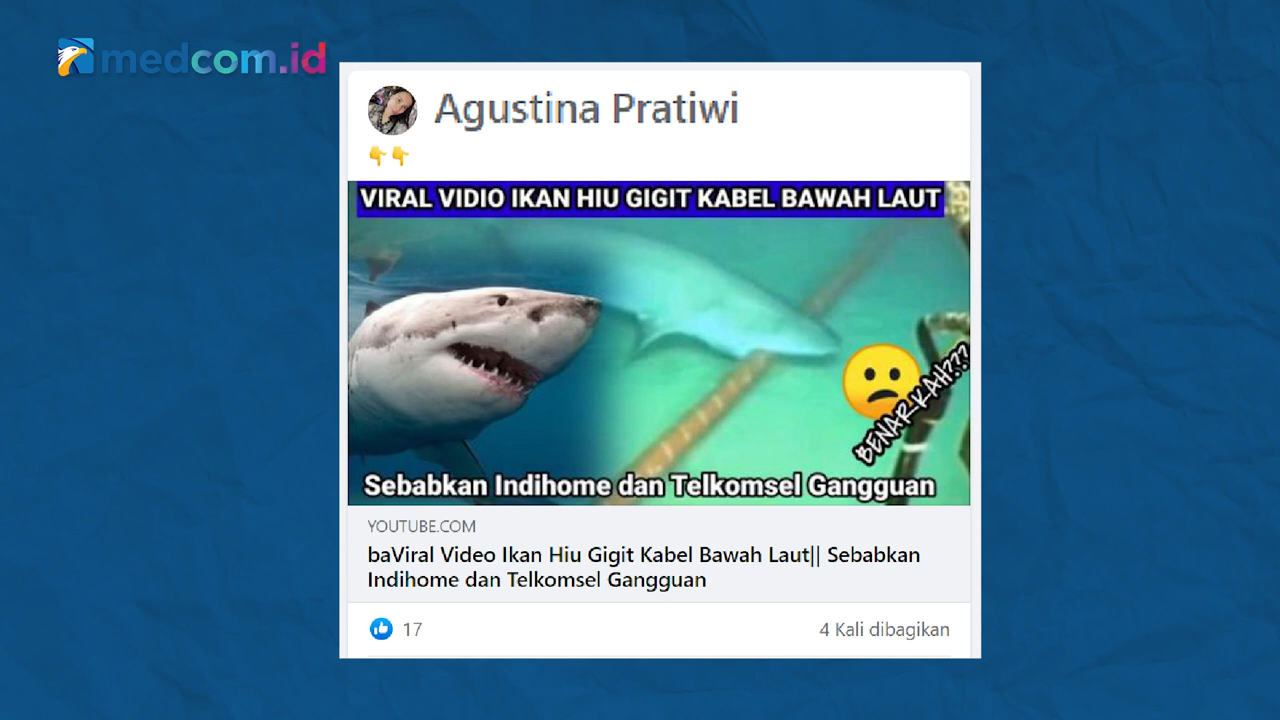 medcom.id
Agustina Pratiwi
VIRAL VIDIO IKAN HIU GIGIT KABEL BAWAH LAUT
BENAR KAH???
Sebabkan Indihome dan Telkomsel Gangguan
YOUTUBE.COM
baViral Video Ikan Hiu Gigit Kabel Bawah Laut|| Sebabkan
Indihome dan Telkomsel Gangguan
17
4 Kali dibagikan